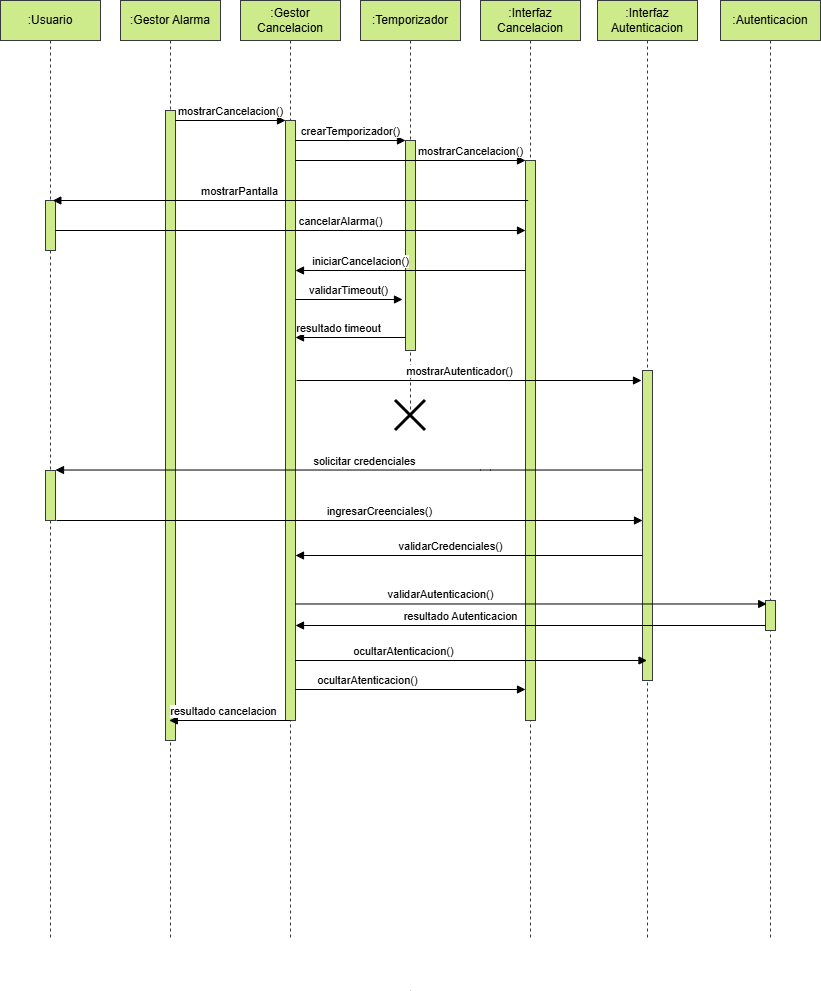 :Usuario
:Gestor Alarma
:Gestor
Cancelacion
:Temporizador
:Interfaz
Cancelacion
:Interfaz
Autenticacion
:Autenticacion
mostrarCancelacion()
crearTemporizador()
mostrarCancelacion()
mostrarPantalla
cancelarAlarma()
iniciarCancelacion()
validarTimeout()
resultado timeout
mostrarAutenticador()
solicitar credenciales
ingresarCreenciales()
validarCredenciales()
validarAutenticacion()
resultado Autenticacion
ocultarAtenticacion()
ocultarAtenticacion()
resultado cancelacion